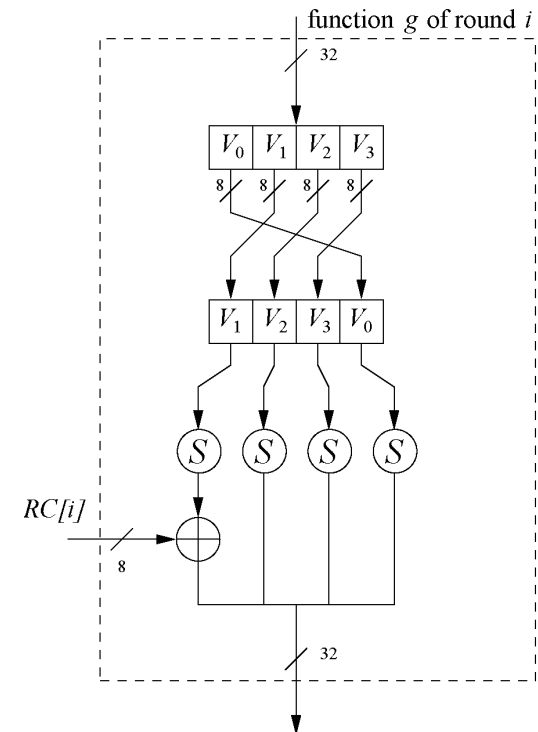 function g of round i
32
V0 V1 V2 V3
8 8 8 8
V1 V2 V3 V0
S S S S
RC[i]
8
32